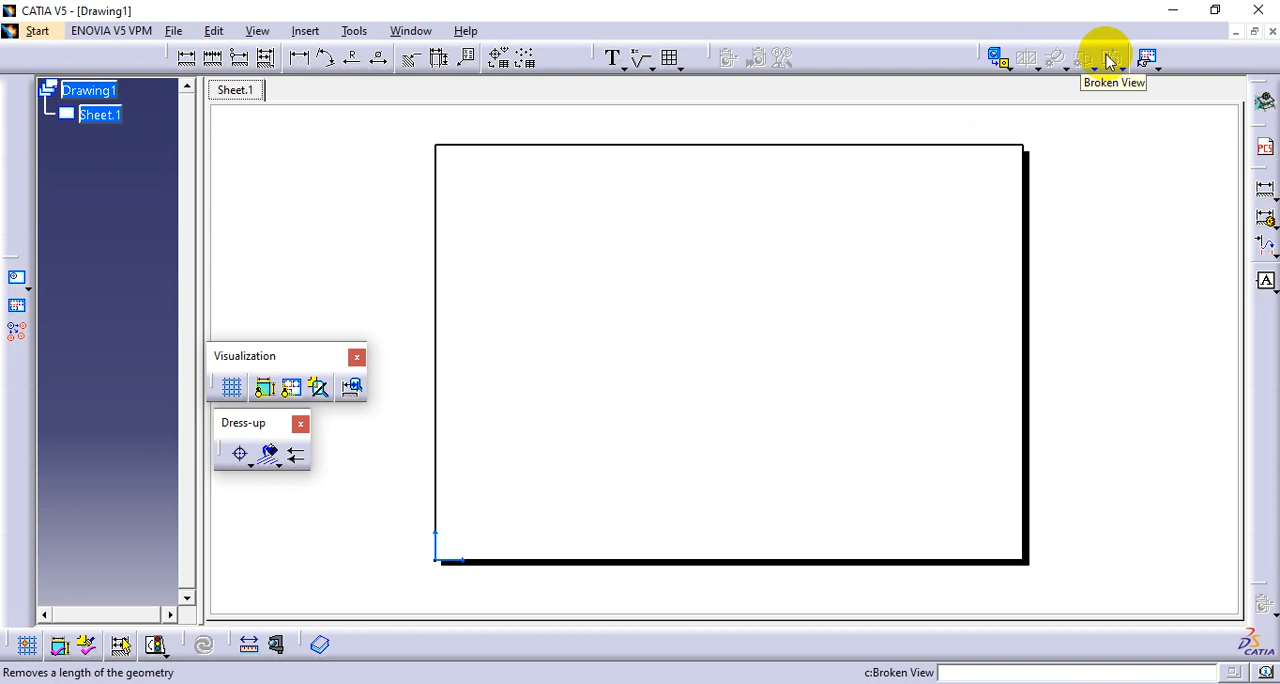 CATIA V5 - [Drawing1]
Start ENOVIA V5 VPM File Edit View Insert Tools Window Help
Broken View
Drawing1
Sheet.1
Sheet.1
PCS
Visualization
Dress-up
CATIA
Removes a length of the geometry
c:Broken View